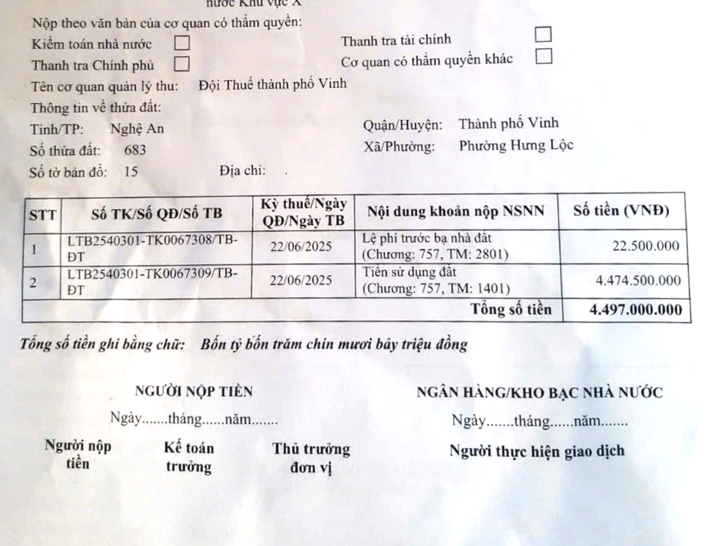 nước Khu vực X
Nộp theo văn bản của cơ quan có thẩm quyền:
Kiểm toán nhà nước
Thanh tra tài chính
Thanh tra Chính phủ
Cơ quan có thẩm quyền khác
Tên cơ quan quản lý thu: Đội Thuế thành phố Vinh
Thông tin về thửa đất:
Tỉnh/TP: Nghệ An
Quận/Huyện: Thành phố Vinh
Số thửa đất: 683
Xã/Phường: Phường Hưng Lộc
Số tờ bản đồ: 15
Địa chỉ: .
STT
Số TK/Số QĐ/Số TB
Kỳ thuế/Ngày QĐ/Ngày TB
Nội dung khoản nộp NSNN
Số tiền (VNĐ)
1
LTB2540301-TK0067308/TB-
ĐT
22/06/2025
Lệ phí trước bạ nhà đất
(Chương: 757, TM: 2801)
22.500.000
2
LTB2540301-TK0067309/TB-
ĐT
22/06/2025
Tiền sử dụng đất
(Chương: 757, TM: 1401)
4.474.500.000
Tổng số tiền 4.497.000.000
Tổng số tiền ghi bằng chữ: Bốn tỷ bốn trăm chín mươi bảy triệu đồng
NGƯỜI NỘP TIỀN
NGÂN HÀNG/KHO BẠC NHÀ NƯỚC
Ngày.......tháng......năm.......
Ngày.......tháng......năm.......
Người nộp tiền
Kế toán trưởng
Thủ trưởng đơn vị
Người thực hiện giao dịch